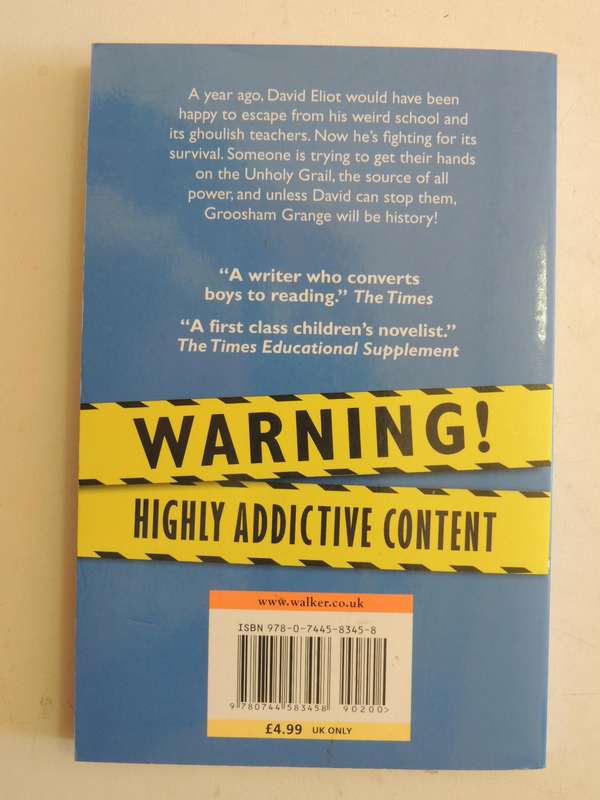 A year ago, David Eliot would have been
happy to escape from his weird school and
its ghoulish teachers. Now he's fighting for its
survival. Someone is trying to get their hands
on the Unholy Grail, the source of all
power, and unless David can stop them,
Groosham Grange will be history!
"A writer who converts
boys to reading." The Times
"A first class children's novelist."
The Times Educational Supplement
WARNING!
HIGHLY ADDICTIVE CONTENT
www.walker.co.uk
ISBN 978-0-7445-8345-8
9 780744 583458 90200>
£4.99 UK ONLY